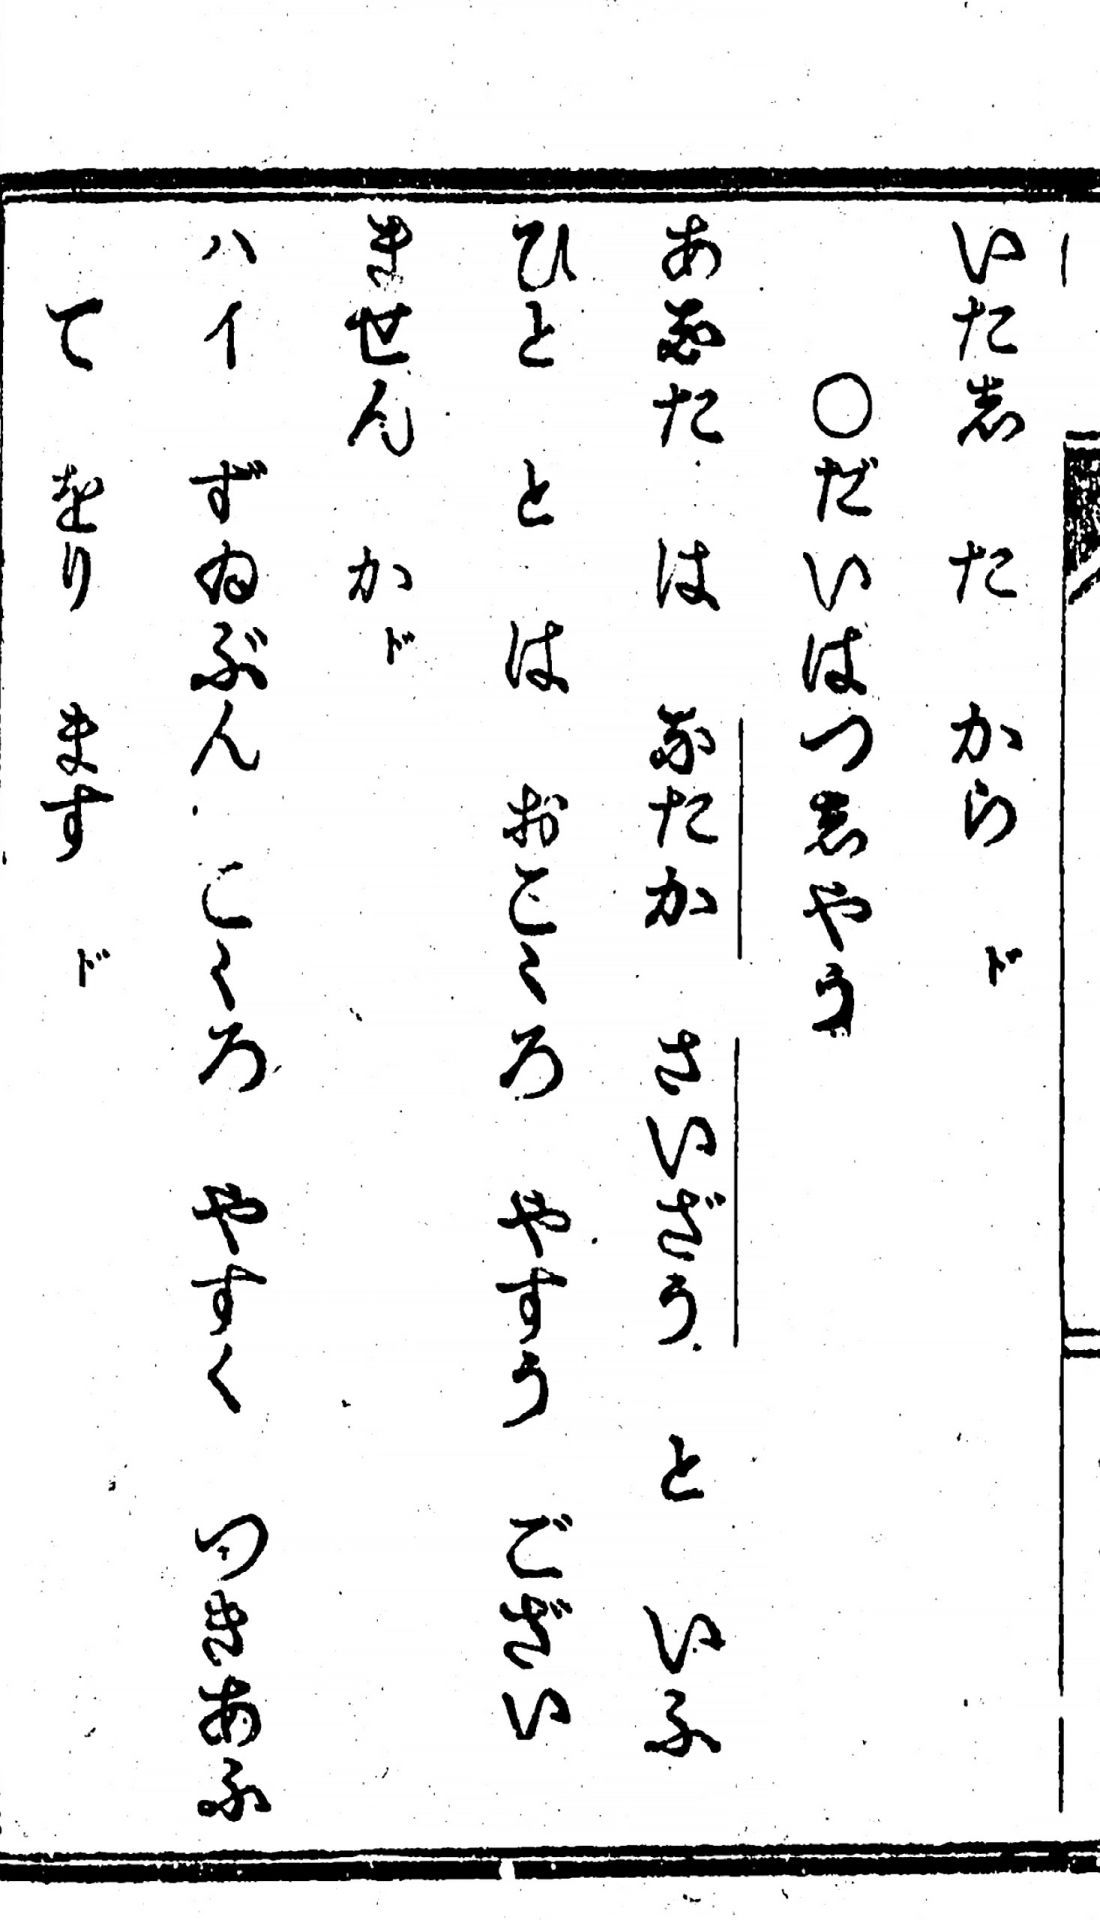 いたし た から ド
○だいはつしやう
あなた は なたか さいざう と いふ
ひと と は おこゝろ やすう ござい
ません か ド
ハイ ずゐぶん こゝろ やすく つきあふ
て をり ます ド